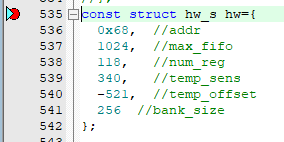 535 const struct hw_s hw={
536 0x68, //addr
537 1024, //max_fifo
538 118, //num_reg
539 340, //temp_sens
540 -521, //temp_offset
541 256 //bank_size
542 };